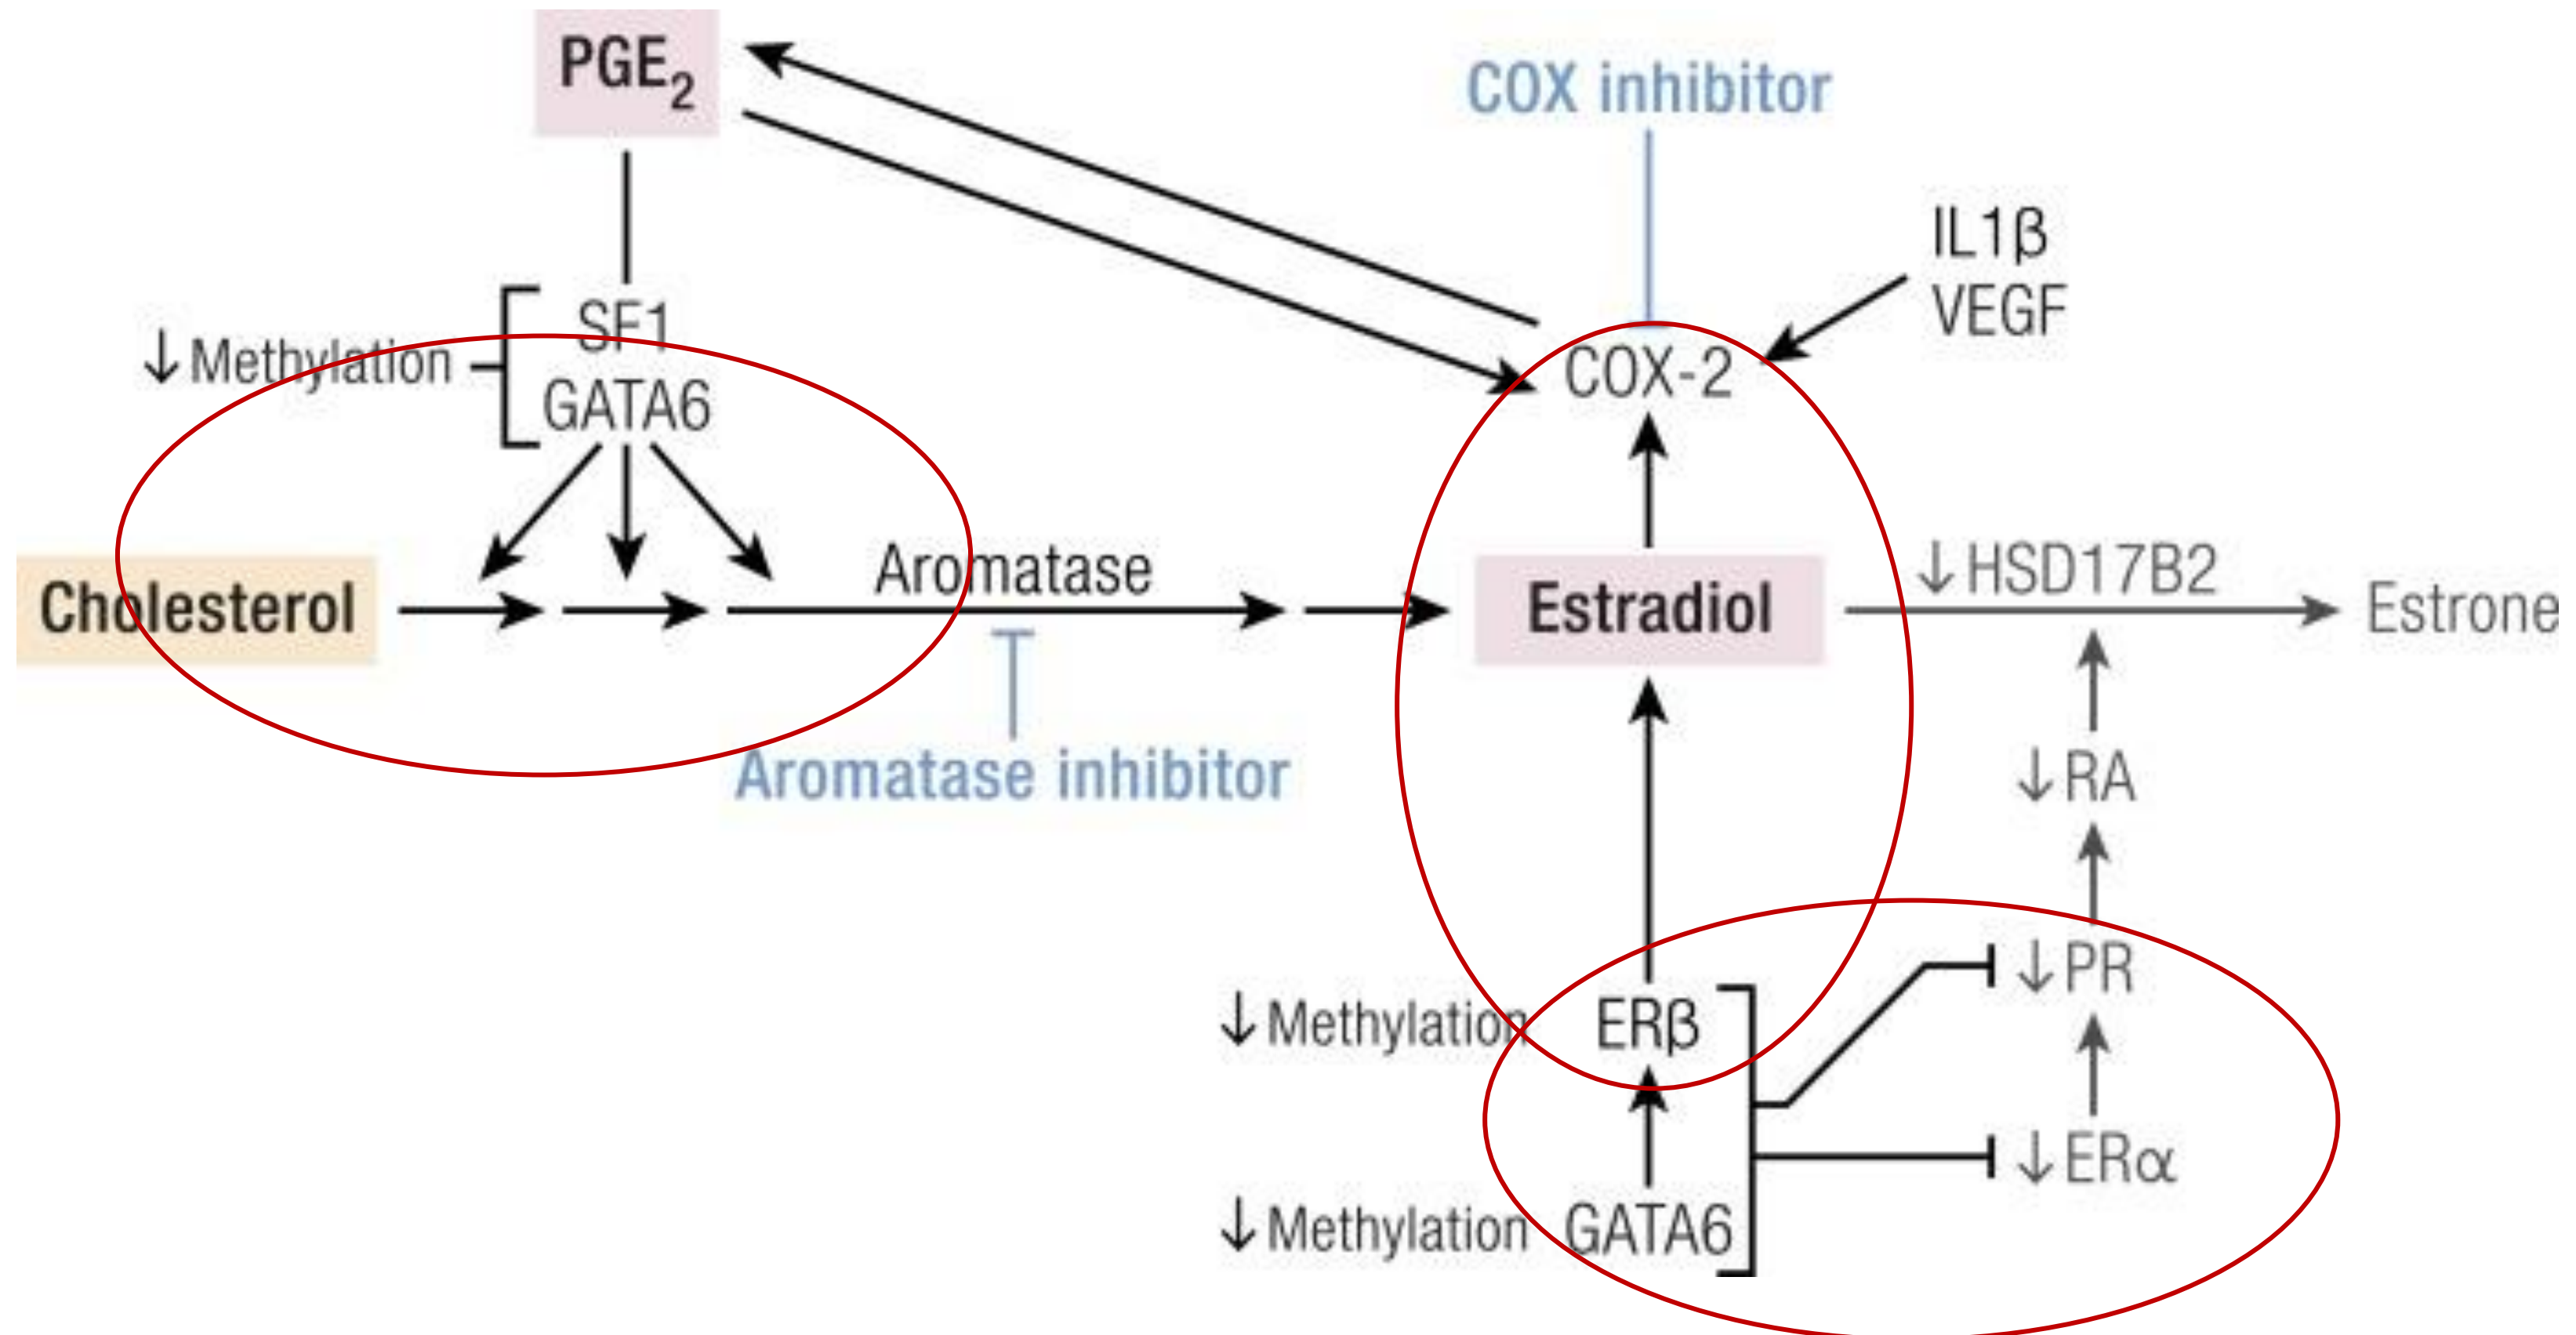 PGE₂
COX inhibitor
IL1β
VEGF
SF1
↓Methylation
GATA6
COX-2
Aromatase
↓HSD17B2
Cholesterol
Estradiol
Estrone
Aromatase inhibitor
↓RA
↓PR
↓Methylation
ERβ
↓ERα
↓Methylation
GATA6